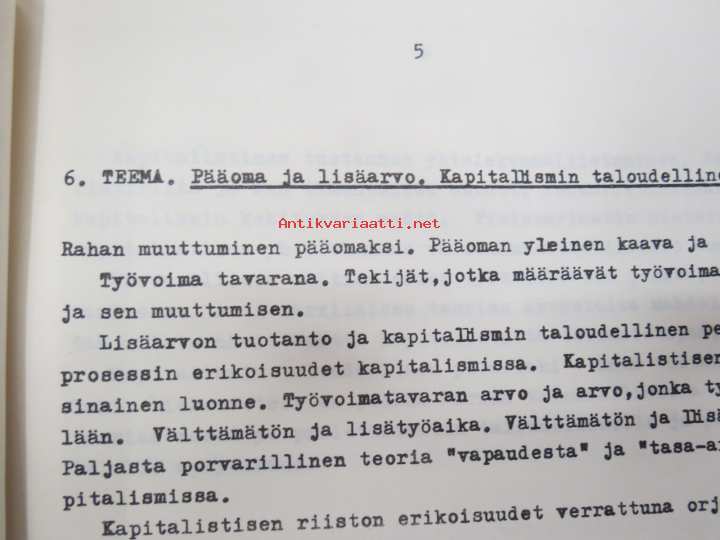 5
6. TEEMA. Pääoma ja lisäarvo. Kapitalismin taloudelline
Antikvariaatti.net
Rahan muuttuminen pääomaksi. Pääoman yleinen kaava ja
Työvoima tavarana. Tekijät, jotka määräävät työvoima
ja sen muuttumisen.
Lisäarvon tuotanto ja kapitalismin taloudellinen pe
prosessin erikoisuudet kapitalismissa. Kapitalistisen
sinainen luonne. Työvoimatavaran arvo ja arvo, jonka ty
lään. Välttämätön ja lisätyöaika. Välttämätön ja lisä
Paljasta porvarillinen teoria "vapaudesta" ja "tasa-a
pitalismissa.
Kapitalistisen riiston erikoisuudet verrattuna orj